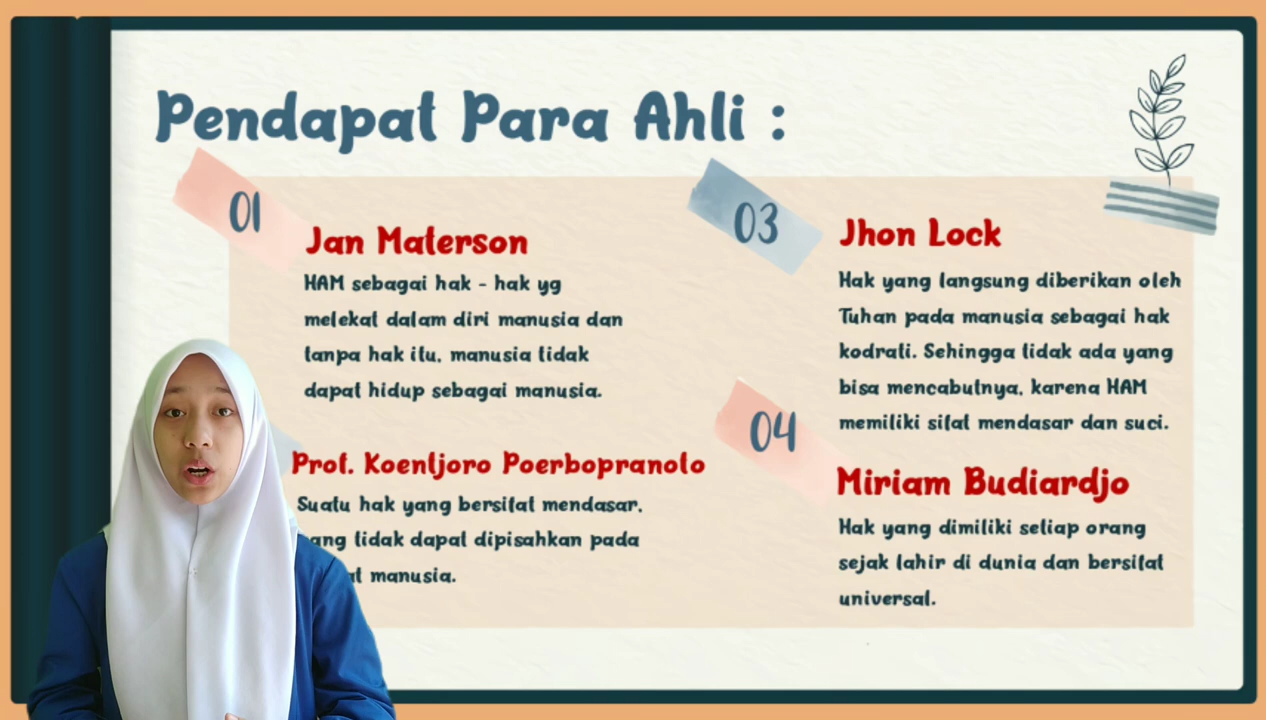 Pendapat Para Ahli :
01
Jan Materson
HAM sebagai hak - hak yg
melekat dalam diri manusia dan
tanpa hak itu, manusia tidak
dapat hidup sebagai manusia.
Prof. Koentjoro Poerbopranoto
Suatu hak yang bersifat mendasar,
tidak dapat dipisahkan pada
manusia.
03
Jhon Lock
Hak yang langsung diberikan oleh
Tuhan pada manusia sebagai hak
kodrati. Sehingga tidak ada yang
bisa mencabutnya, karena HAM
memiliki sifat mendasar dan suci.
04
Miriam Budiardjo
Hak yang dimiliki setiap orang
sejak lahir di dunia dan bersifat
universal.